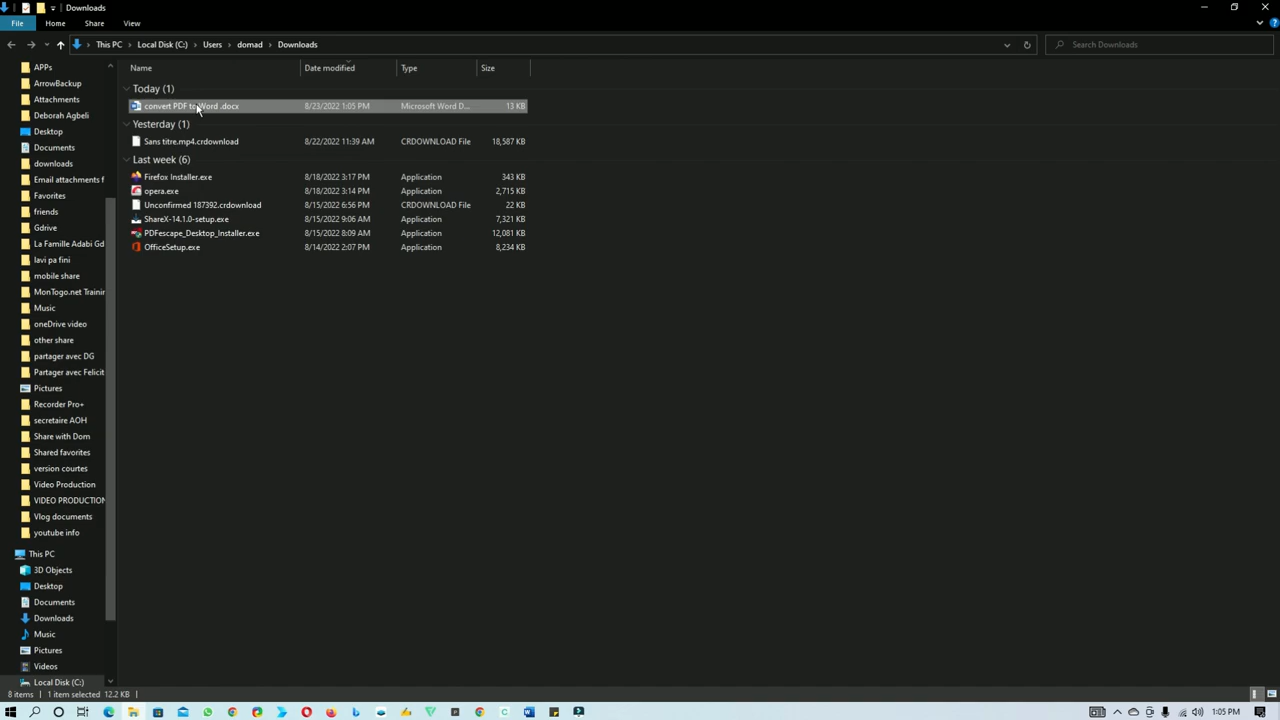 Downloads
File Home Share View
This PC Local Disk (C:) Users domad Downloads
Search Downloads
Name Date modified Type Size
APPs
ArrowBackup
Attachments
Deborah Agbeli
Desktop
Documents
downloads
Email attachments f
Favorites
friends
Gdrive
La Famille Adabi Gd
lavi pa fini
mobile share
MonTogo.net Trainin
Music
oneDrive video
other share
partager avec DG
Partager avec Felicit
Pictures
Recorder Pro+
secretaire AOH
Share with Dom
Shared favorites
version courtes
Video Production
VIDEO PRODUCTION
Vlog documents
youtube info
This PC
3D Objects
Desktop
Documents
Downloads
Music
Pictures
Videos
Local Disk (C:)
Today (1)
convert PDF to Word .docx 8/23/2022 1:05 PM Microsoft Word D... 13 KB
Yesterday (1)
Sans titre.mp4.crdownload 8/22/2022 11:39 AM CRDOWNLOAD File 18,587 KB
Last week (6)
Firefox Installer.exe 8/18/2022 3:17 PM Application 343 KB
opera.exe 8/18/2022 3:14 PM Application 2,715 KB
Unconfirmed 187392.crdownload 8/15/2022 6:56 PM CRDOWNLOAD File 22 KB
ShareX-14.1.0-setup.exe 8/15/2022 9:06 AM Application 7,321 KB
PDFescape_Desktop_Installer.exe 8/15/2022 8:09 AM Application 12,081 KB
OfficeSetup.exe 8/14/2022 2:07 PM Application 8,234 KB
8 items 1 item selected 12.2 KB
1:05 PM